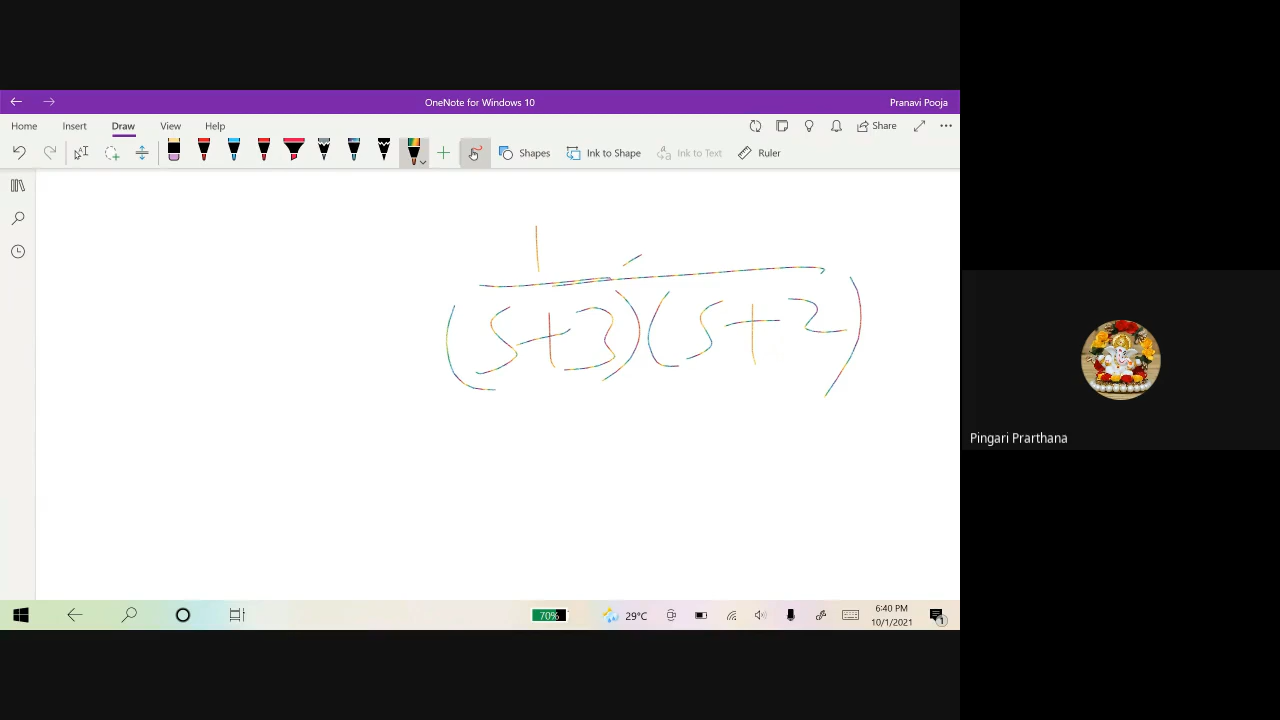 OneNote for Windows 10
Pranavi Pooja
Home Insert Draw View Help
Share
Shapes Ink to Shape Ink to Text Ruler
1
(s+3)(s+2)
Pingari Prarthana
70% 29°C 6:40 PM
10/1/2021
1